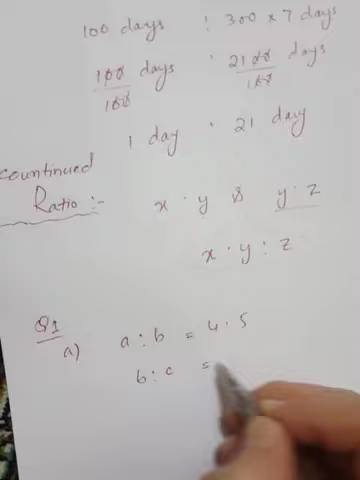 100 days : 300 × 7 days
100/100 days : 2100/100 days
1 day : 21 day
countinued
Ratio :-
x : y & y : z
x : y : z
Q1
a) a : b = 4 : 5
b : c =